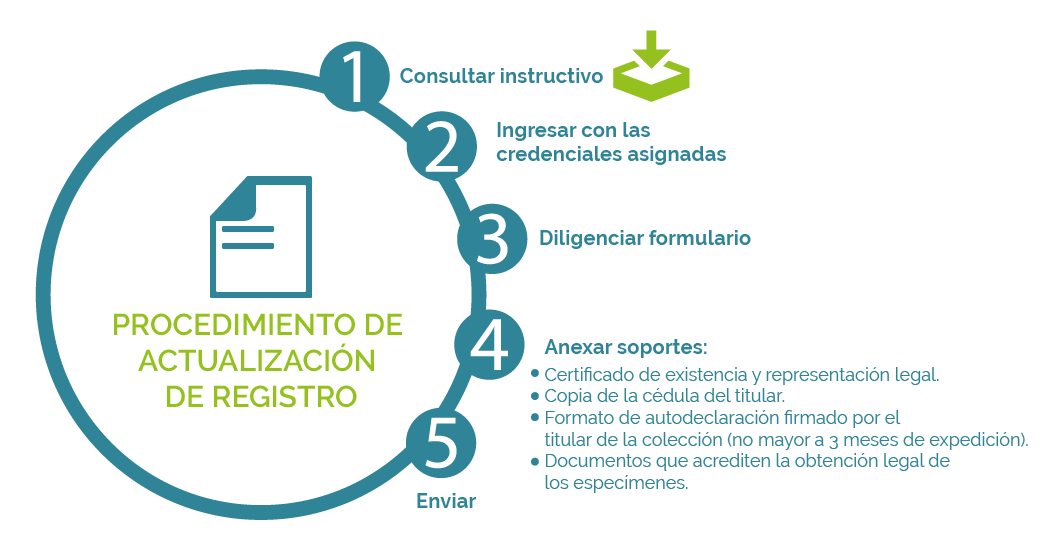 1
Consultar instructivo
2
Ingresar con las
credenciales asignadas
3
Diligenciar formulario
PROCEDIMIENTO DE
ACTUALIZACIÓN
DE REGISTRO
4
Anexar soportes:
• Certificado de existencia y representación legal.
• Copia de la cédula del titular.
• Formato de autodeclaración firmado por el
titular de la colección (no mayor a 3 meses de expedición).
• Documentos que acrediten la obtención legal de
los especímenes.
5
Enviar